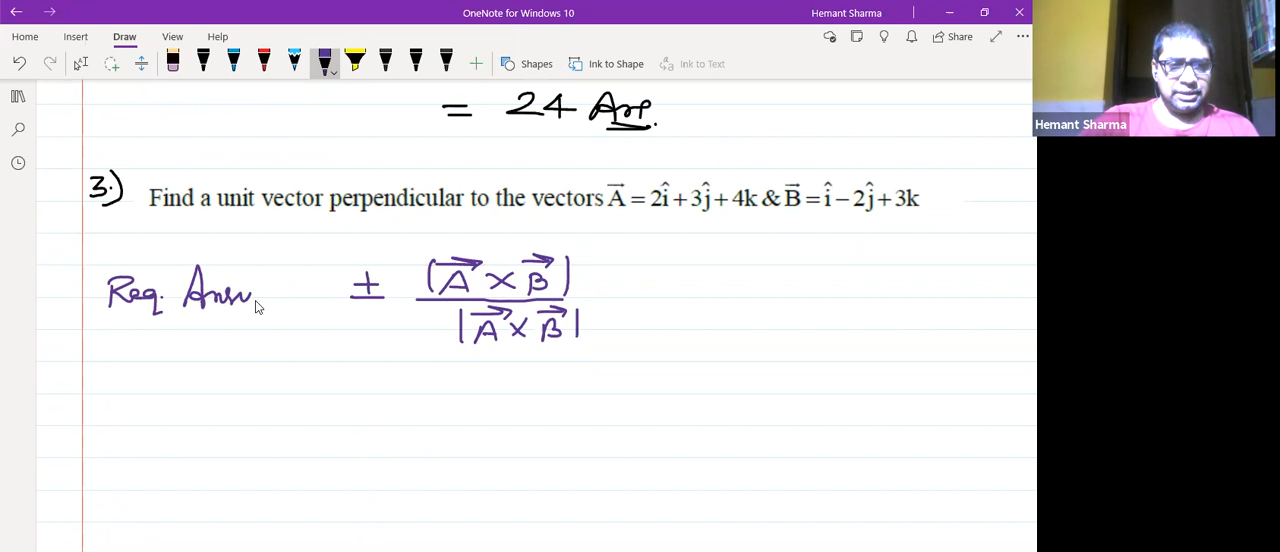 OneNote for Windows 10
Hemant Sharma
Home Insert Draw View Help
Share
Shapes Ink to Shape Ink to Text
= 24 Ans.
3.) Find a unit vector perpendicular to the vectors A⃗ = 2î + 3ĵ + 4k & B⃗ = î − 2ĵ + 3k
Req. Ansr ± (A⃗ × B⃗)
|A⃗ × B⃗|
Hemant Sharma